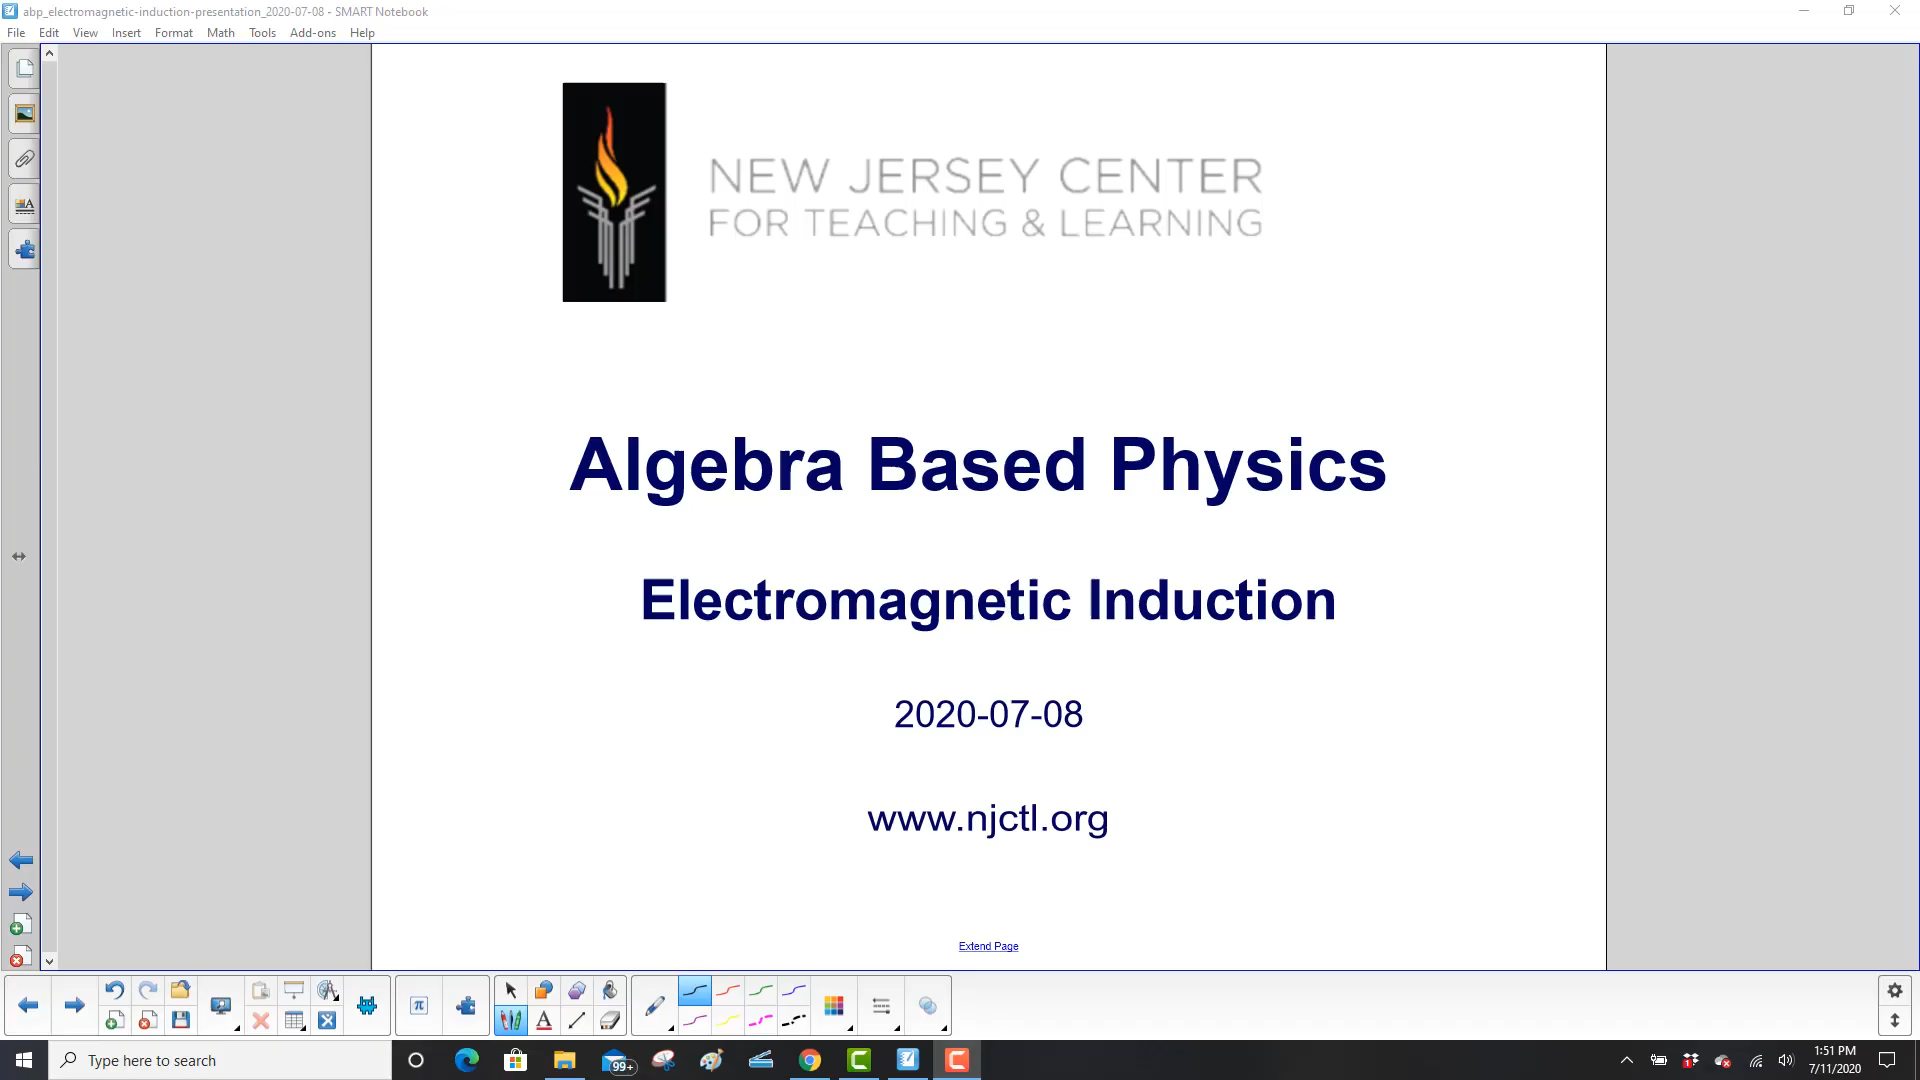 abp_electromagnetic-induction-presentation_2020-07-08 - SMART Notebook
File Edit View Insert Format Math Tools Add-ons Help
NEW JERSEY CENTER
FOR TEACHING & LEARNING
Algebra Based Physics
Electromagnetic Induction
2020-07-08
www.njctl.org
Extend Page
π
A
Type here to search
99+
1:51 PM
7/11/2020